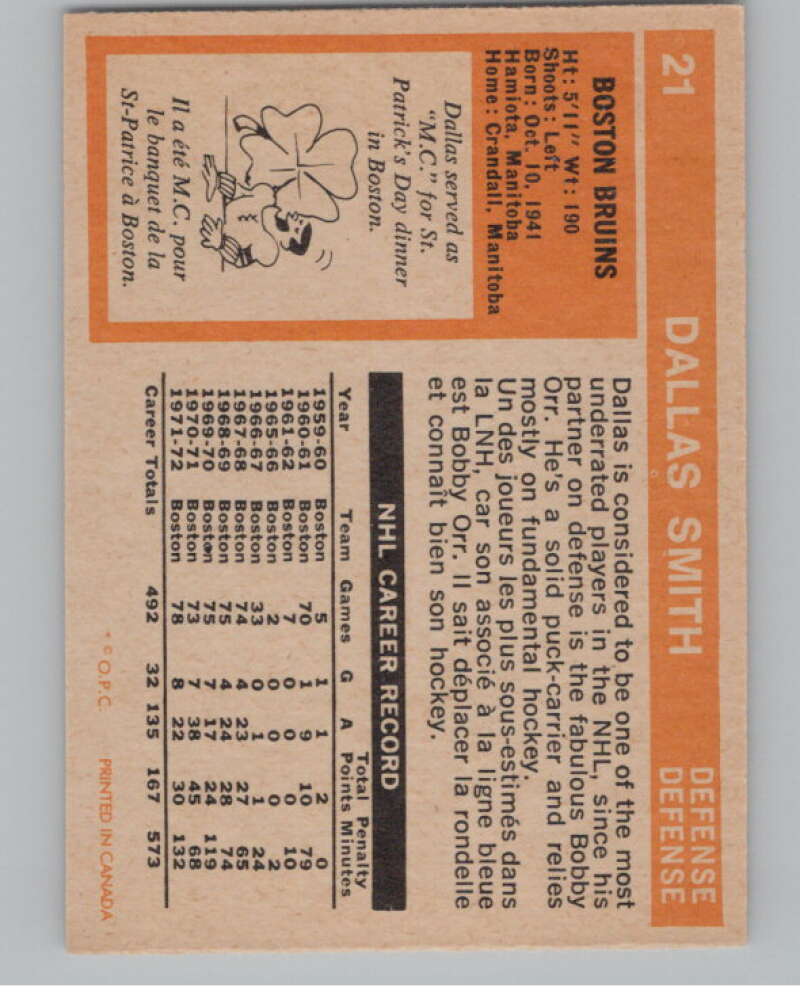 21 DALLAS SMITH DEFENSE
DEFENSE
BOSTON BRUINS
Ht: 5'11" Wt: 190
Shoots: Left
Born: Oct. 10, 1941
Hamiota, Manitoba
Home: Crandall, Manitoba
Dallas served as
"M.C." for St.
Patrick's Day dinner
in Boston.
Il a été M.C. pour
le banquet de la
St-Patrice à Boston.
Dallas is considered to be one of the most
underrated players in the NHL, since his
partner on defense is the fabulous Bobby
Orr. He's a solid puck-carrier and relies
mostly on fundamental hockey.
Un des joueurs les plus sous-estimés dans
la LNH, car son associé à la ligne bleue
est Bobby Orr. Il sait déplacer la rondelle
et connaît bien son hockey.
NHL CAREER RECORD
Total Penalty
Year Team Games G A Points Minutes
1959-60 Boston 5 1 1 2 0
1960-61 Boston 70 1 9 10 79
1961-62 Boston 7 0 0 0 10
1965-66 Boston 2 0 0 0 2
1966-67 Boston 33 0 1 1 24
1967-68 Boston 74 4 23 27 65
1968-69 Boston 75 4 24 28 74
1969-70 Boston 75 7 17 24 119
1970-71 Boston 73 7 38 45 68
1971-72 Boston 78 8 22 30 132
Career Totals 492 32 135 167 573
* © O.P.C. PRINTED IN CANADA